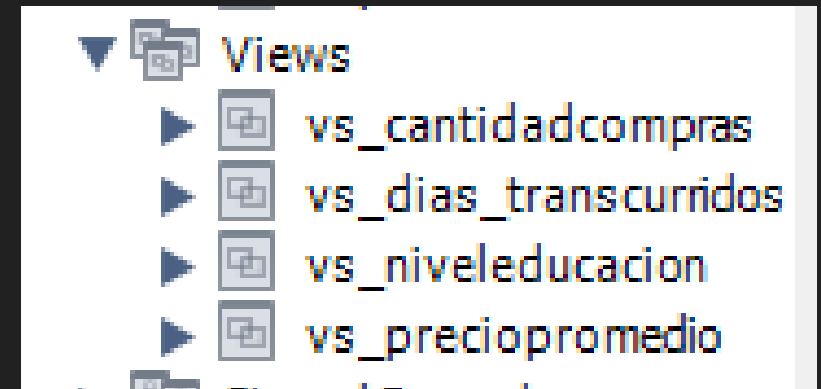 Views
vs_cantidadcompras
vs_dias_transcurridos
vs_niveleducacion
vs_preciopromedio